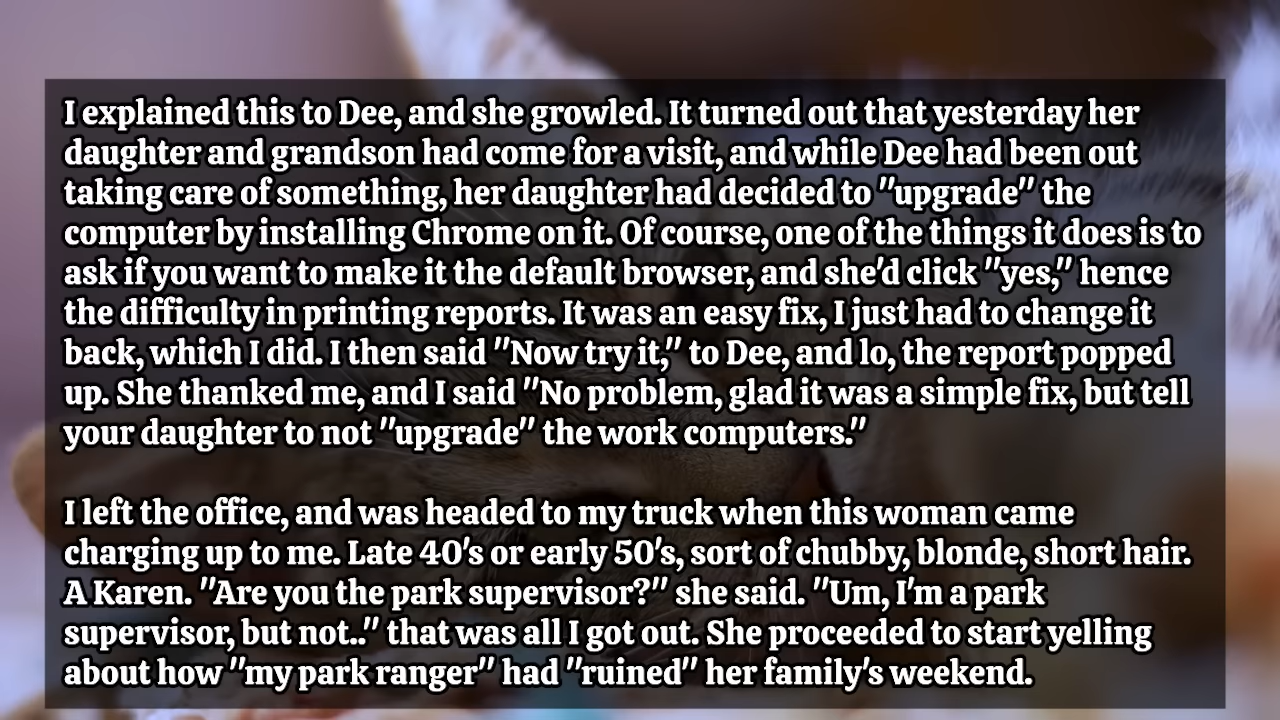 I explained this to Dee, and she growled. It turned out that yesterday her
daughter and grandson had come for a visit, and while Dee had been out
taking care of something, her daughter had decided to "upgrade" the
computer by installing Chrome on it. Of course, one of the things it does is to
ask if you want to make it the default browser, and she'd click "yes," hence
the difficulty in printing reports. It was an easy fix, I just had to change it
back, which I did. I then said "Now try it," to Dee, and lo, the report popped
up. She thanked me, and I said "No problem, glad it was a simple fix, but tell
your daughter to not "upgrade" the work computers."
I left the office, and was headed to my truck when this woman came
charging up to me. Late 40's or early 50's, sort of chubby, blonde, short hair.
A Karen. "Are you the park supervisor?" she said. "Um, I'm a park
supervisor, but not.." that was all I got out. She proceeded to start yelling
about how "my park ranger" had "ruined" her family's weekend.